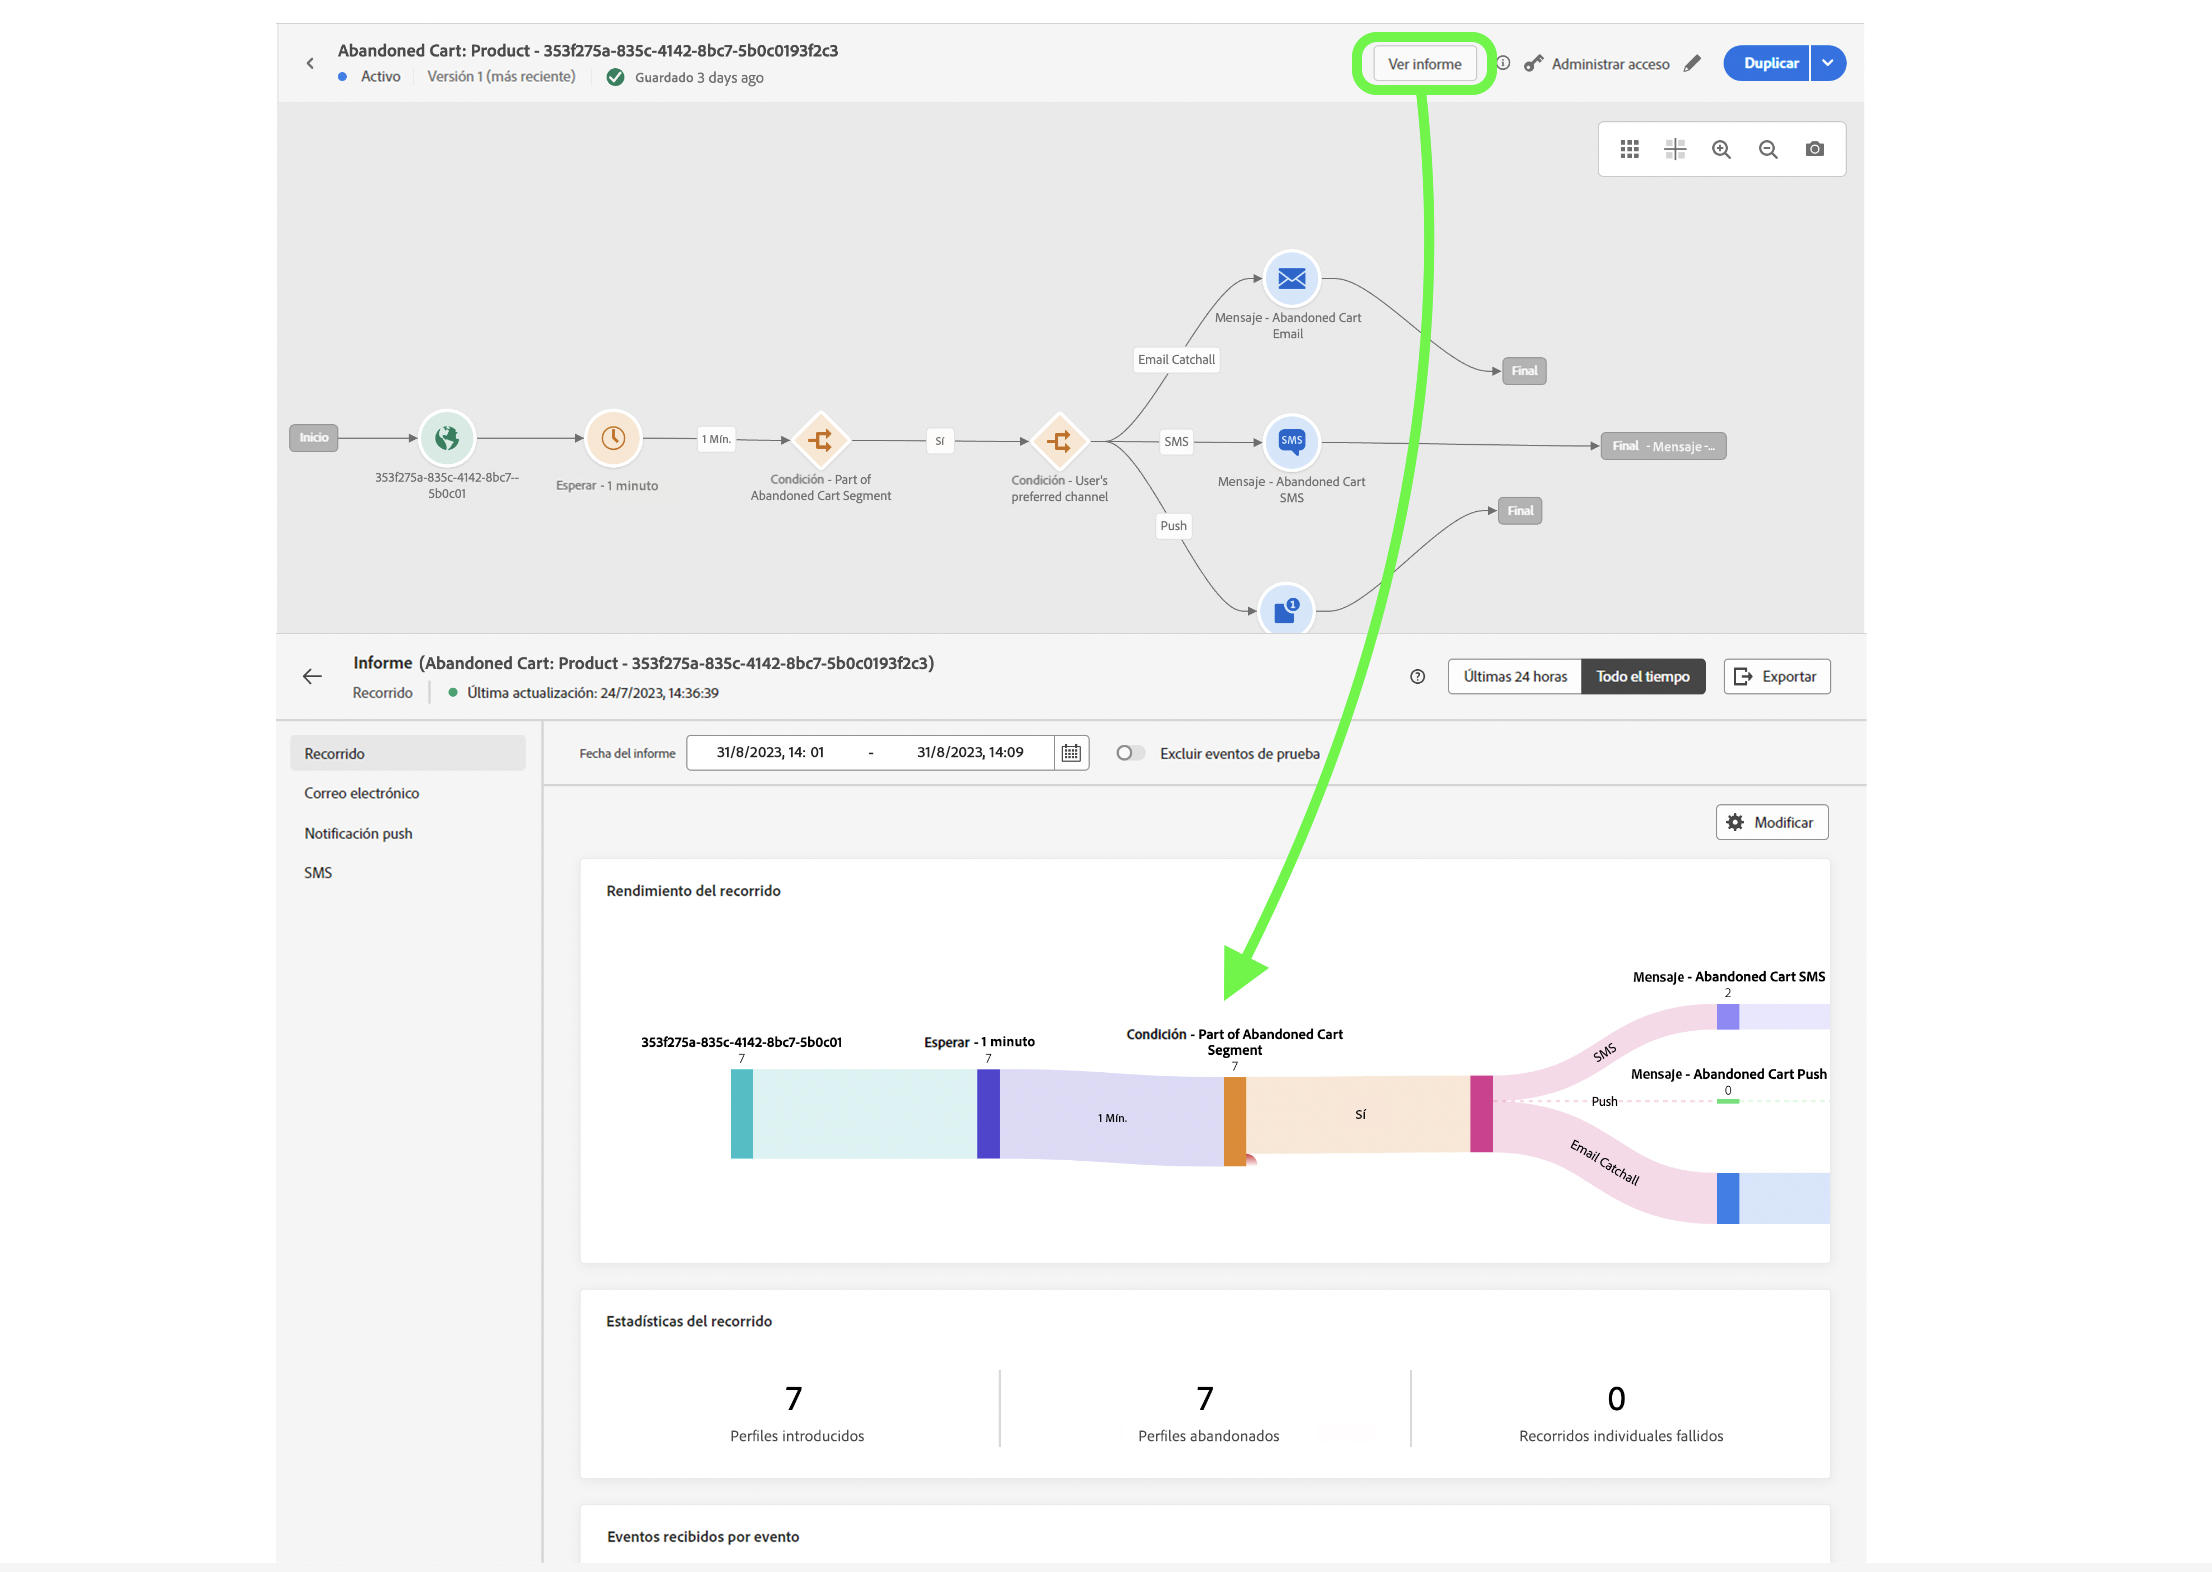 Abandoned Cart: Product - 353f275a-835c-4142-8bc7-5b0c0193f2c3
Activo
Versión 1 (más reciente)
Guardado 3 days ago
Ver informe
Administrar acceso
Duplicar
Mensaje - Abandoned Cart
Email
Email Catchall
Final
Inicio
1 Mín.
Sí
SMS
SMS
Final - Mensaje -...
353f275a-835c-4142-8bc7--
5b0c01
Esperar - 1 minuto
Condición - Part of
Abandoned Cart Segment
Condición - User's
preferred channel
Mensaje - Abandoned Cart
SMS
Push
Final
1
Informe (Abandoned Cart: Product - 353f275a-835c-4142-8bc7-5b0c0193f2c3)
Recorrido
Última actualización: 24/7/2023, 14:36:39
Últimas 24 horas
Todo el tiempo
Exportar
Recorrido
Correo electrónico
Notificación push
SMS
Fecha del informe
31/8/2023, 14: 01 - 31/8/2023, 14:09
Excluir eventos de prueba
Modificar
Rendimiento del recorrido
Mensaje - Abandoned Cart SMS
2
353f275a-835c-4142-8bc7-5b0c01
7
Esperar - 1 minuto
7
Condición - Part of Abandoned Cart
Segment
7
1 Mín.
Sí
SMS
Mensaje - Abandoned Cart Push
0
Push
Email Catchall
Estadísticas del recorrido
7
Perfiles introducidos
7
Perfiles abandonados
0
Recorridos individuales fallidos
Eventos recibidos por evento